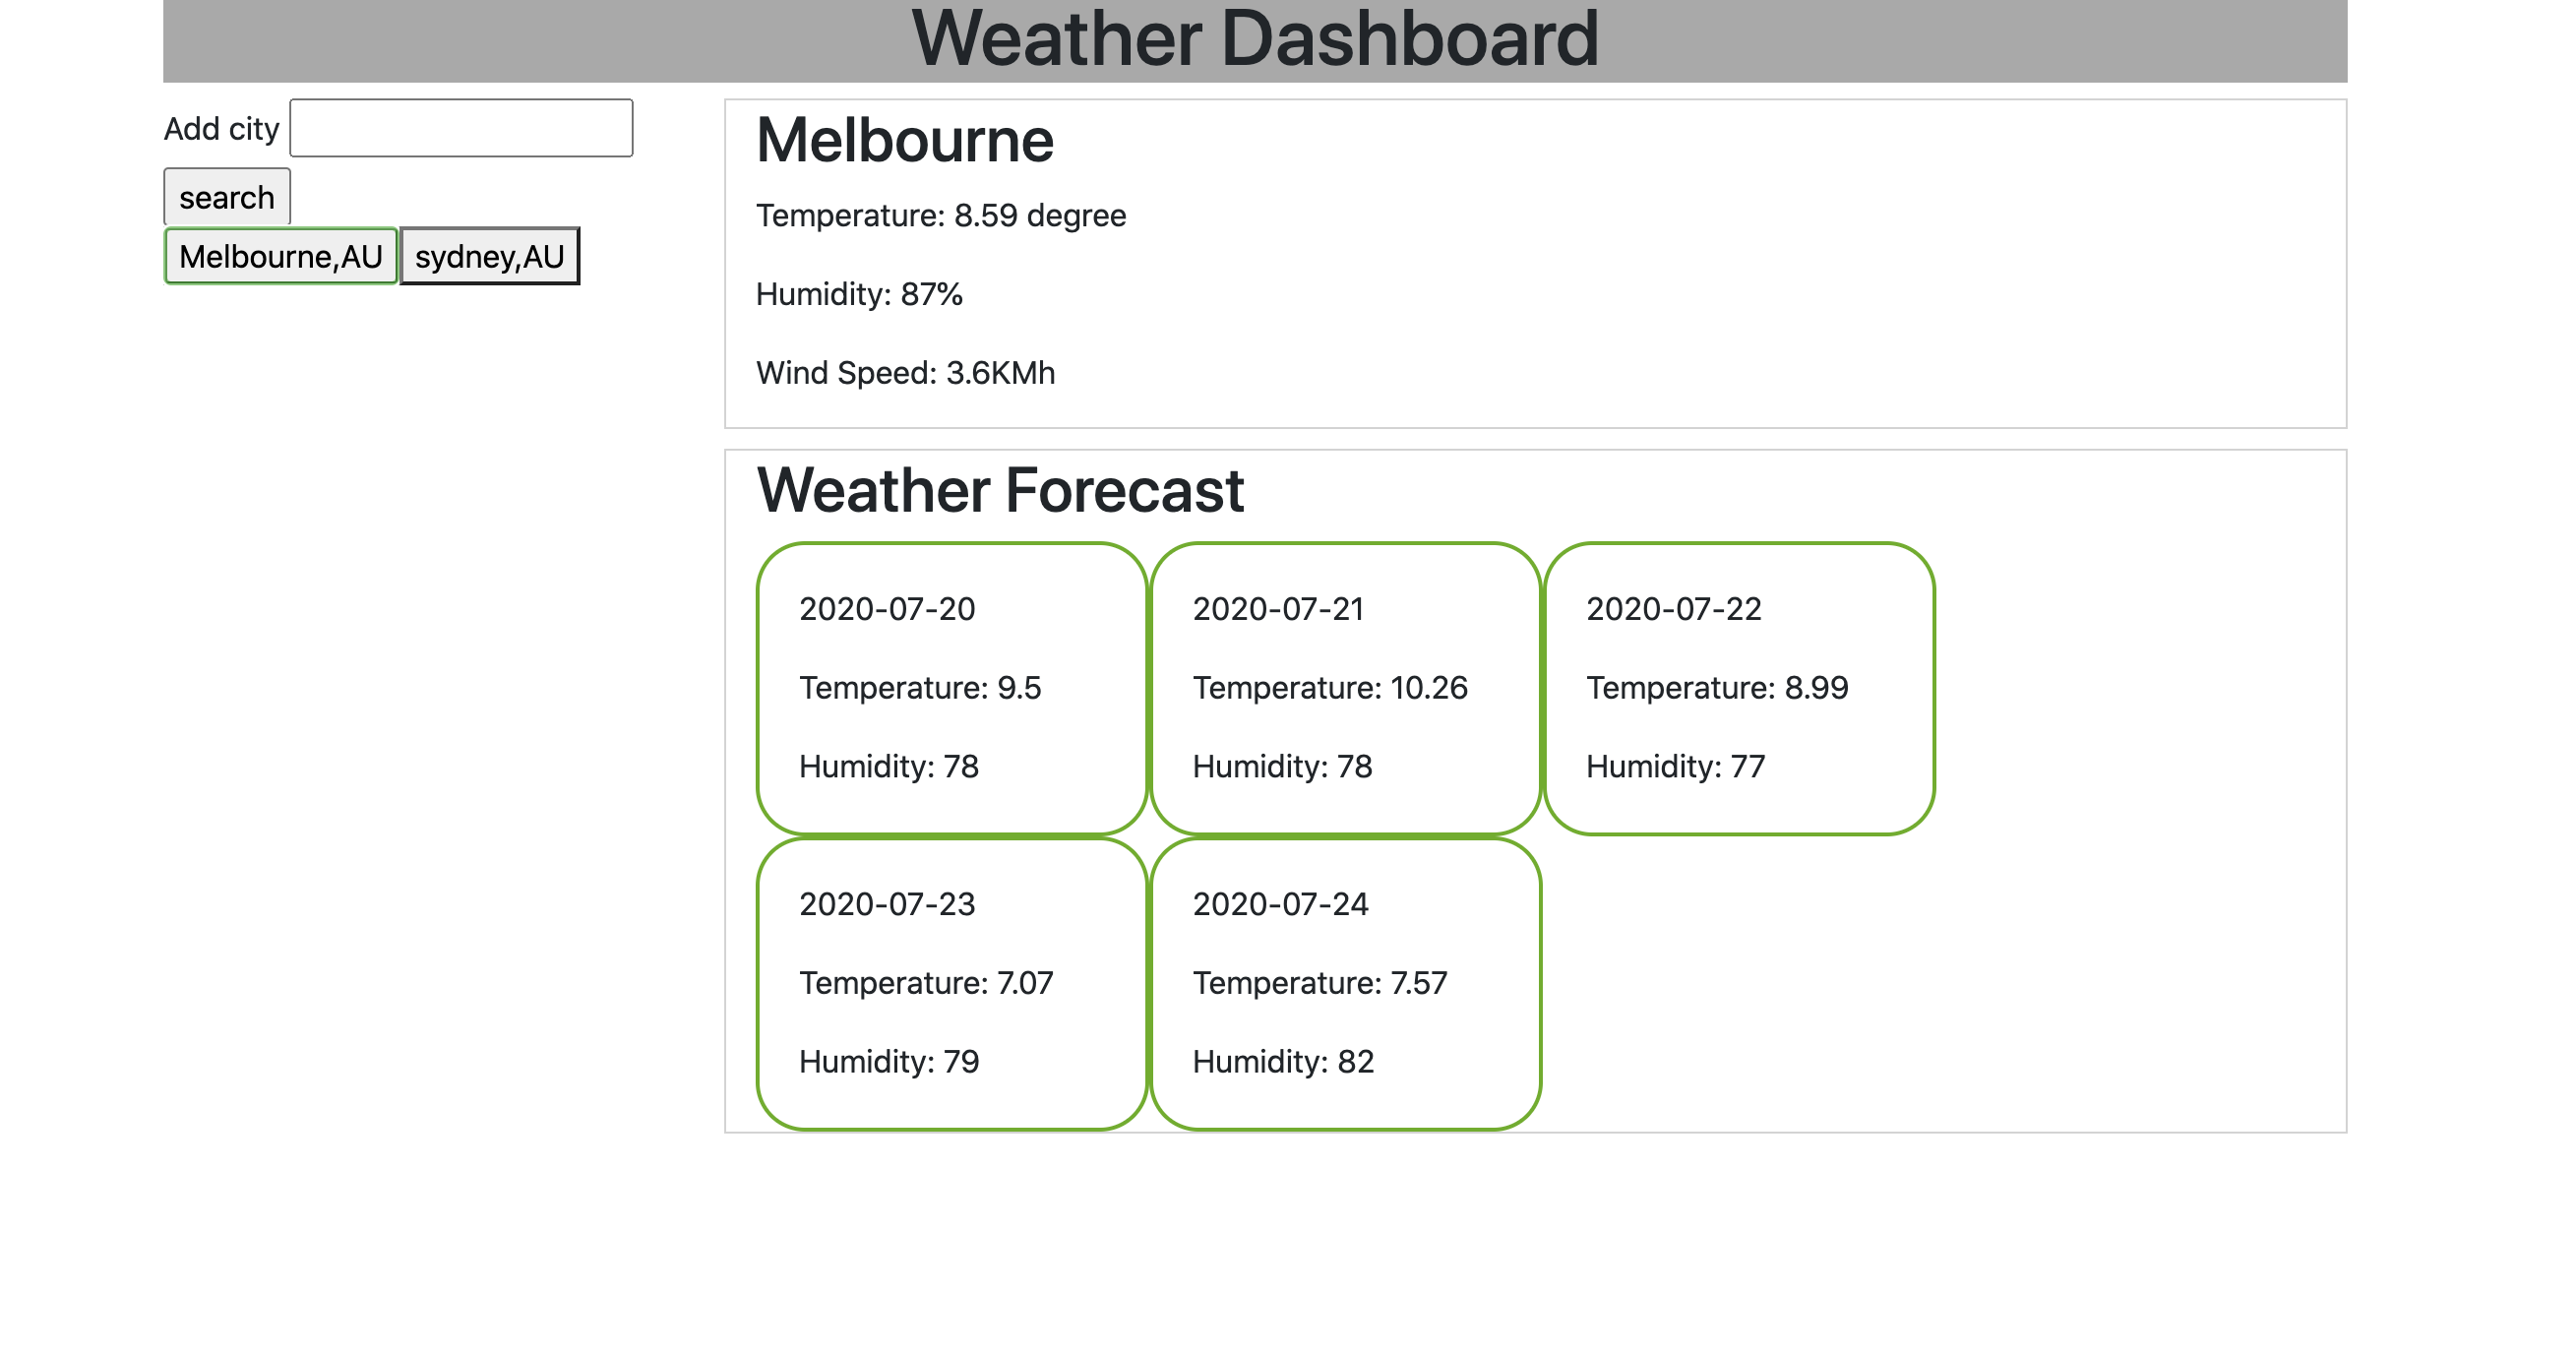 Weather Dashboard
Add city
search
Melbourne,AU sydney,AU
Melbourne
Temperature: 8.59 degree
Humidity: 87%
Wind Speed: 3.6KMh
Weather Forecast
2020-07-20
Temperature: 9.5
Humidity: 78
2020-07-21
Temperature: 10.26
Humidity: 78
2020-07-22
Temperature: 8.99
Humidity: 77
2020-07-23
Temperature: 7.07
Humidity: 79
2020-07-24
Temperature: 7.57
Humidity: 82